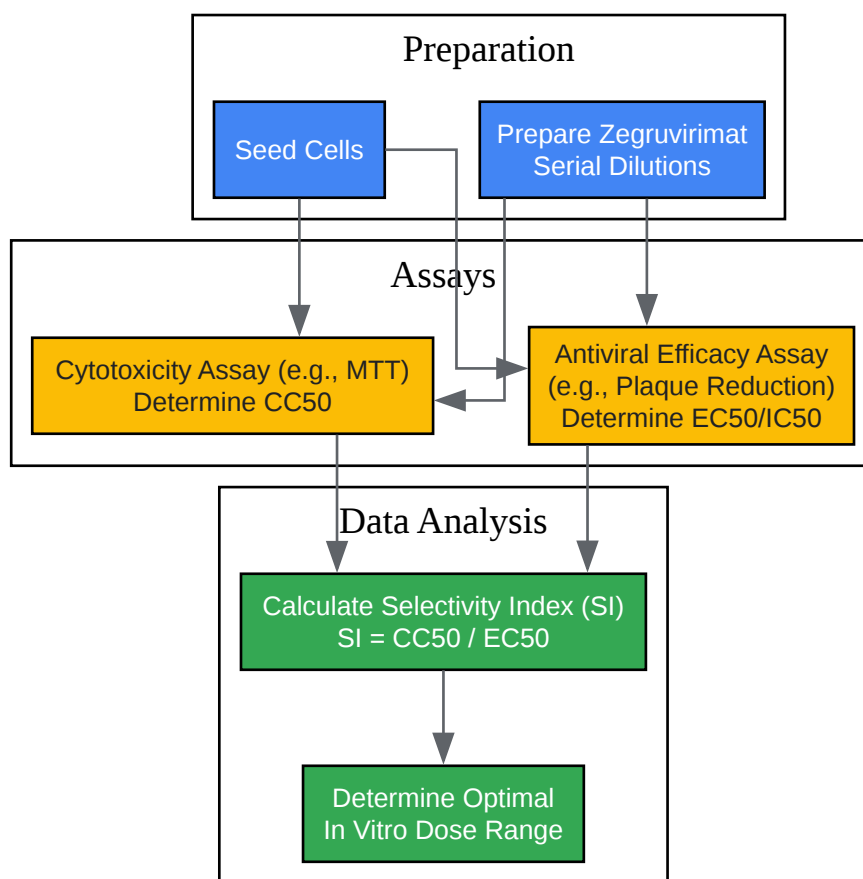 Preparation
Seed Cells
Prepare Zegruvirimat
Serial Dilutions
Assays
Cytotoxicity Assay (e.g., MTT)
Determine CC50
Antiviral Efficacy Assay
(e.g., Plaque Reduction)
Determine EC50/IC50
Data Analysis
Calculate Selectivity Index (SI)
SI = CC50 / EC50
Determine Optimal
In Vitro Dose Range